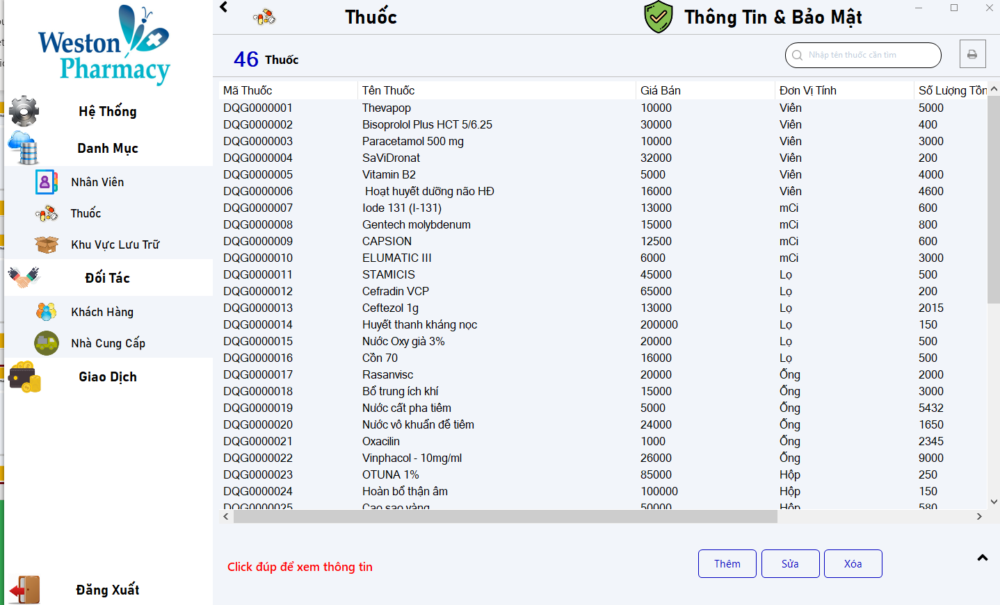 Weston
Pharmacy
Hệ Thống
Danh Mục
Nhân Viên
Thuốc
Khu Vực Lưu Trữ
Đối Tác
Khách Hàng
Nhà Cung Cấp
Giao Dịch
Đăng Xuất
Thuốc
Thông Tin & Bảo Mật
46 Thuốc
Nhập tên thuốc cần tìm
Mã Thuốc Tên Thuốc Giá Bán Đơn Vị Tính Số Lượng Tồn
DQG0000001 Thevapop 10000 Viên 5000
DQG0000002 Bisoprolol Plus HCT 5/6.25 30000 Viên 400
DQG0000003 Paracetamol 500 mg 10000 Viên 3000
DQG0000004 SaViDronat 32000 Viên 200
DQG0000005 Vitamin B2 5000 Viên 4000
DQG0000006 Hoạt huyết dưỡng não HĐ 16000 Viên 4600
DQG0000007 Iode 131 (I-131) 13000 mCi 600
DQG0000008 Gentech molybdenum 15000 mCi 800
DQG0000009 CAPSION 12500 mCi 600
DQG0000010 ELUMATIC III 6000 mCi 3000
DQG0000011 STAMICIS 45000 Lọ 500
DQG0000012 Cefradin VCP 65000 Lọ 200
DQG0000013 Ceftezol 1g 13000 Lọ 2015
DQG0000014 Huyết thanh kháng nọc 200000 Lọ 150
DQG0000015 Nước Oxy già 3% 20000 Lọ 500
DQG0000016 Cồn 70 16000 Lọ 500
DQG0000017 Rasanvisc 20000 Ống 2000
DQG0000018 Bổ trung ích khí 15000 Ống 3000
DQG0000019 Nước cất pha tiêm 5000 Ống 5432
DQG0000020 Nước vô khuẩn để tiêm 24000 Ống 1650
DQG0000021 Oxacilin 1000 Ống 2345
DQG0000022 Vinphacol - 10mg/ml 26000 Ống 9000
DQG0000023 OTUNA 1% 85000 Hộp 250
DQG0000024 Hoàn bổ thận âm 100000 Hộp 150
DQG0000025 Cao sao vàng 50000 Hộp 580
Click đúp để xem thông tin
Thêm
Sửa
Xóa